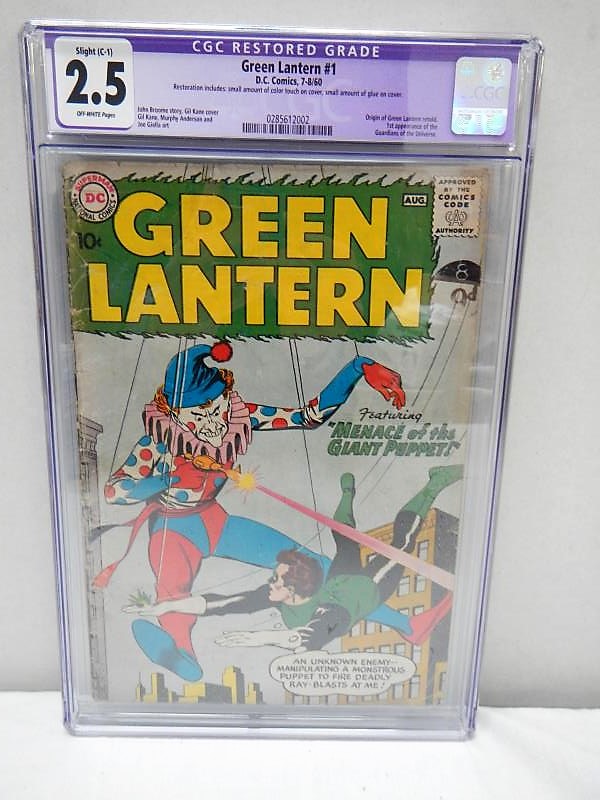 CGC RESTORED GRADE
Slight (C-1)
2.5
OFF-WHITE Pages
Green Lantern #1
D.C. Comics, 7-8/60
Restoration includes: small amount of color touch on cover, small amount of glue on cover.
John Broome story, Gil Kane cover
Gil Kane, Murphy Anderson and
Joe Giella art
0285612002
Origin of Green Lantern retold.
1st appearance of the
Guardians of the Universe.
CGC
SUPERMAN
DC
NATIONAL COMICS
10¢
AUG.
APPROVED
BY THE
COMICS
CODE
CA
AUTHORITY
GREEN
LANTERN
8
9d
Featuring
"MENACE of the
GIANT PUPPET!"
AN UNKNOWN ENEMY--
MANIPULATING A MONSTROUS
PUPPET TO FIRE DEADLY
RAY-BLASTS AT ME!